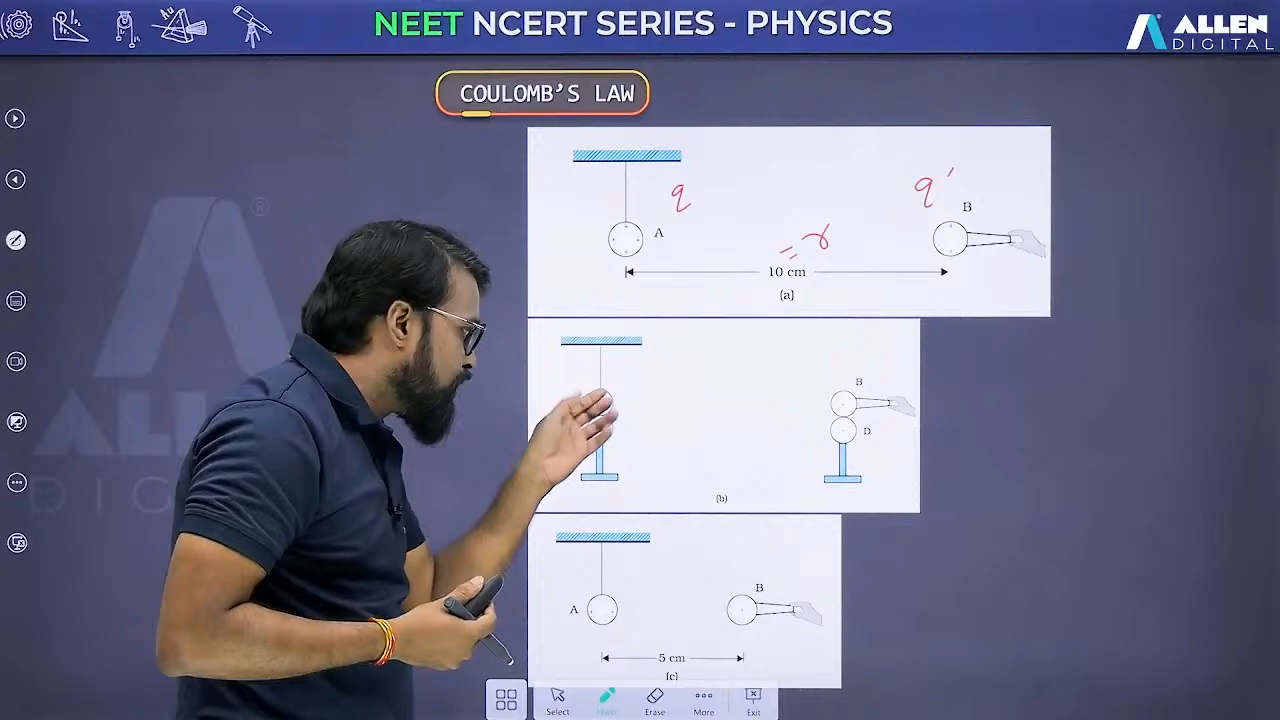 NEET NCERT SERIES - PHYSICS
ALLEN
DIGITAL
COULOMB'S LAW
q
q'
B
A
= r
10 cm
(a)
B
D
(b)
A
B
5 cm
(c)
Select
Erase
More
Exit